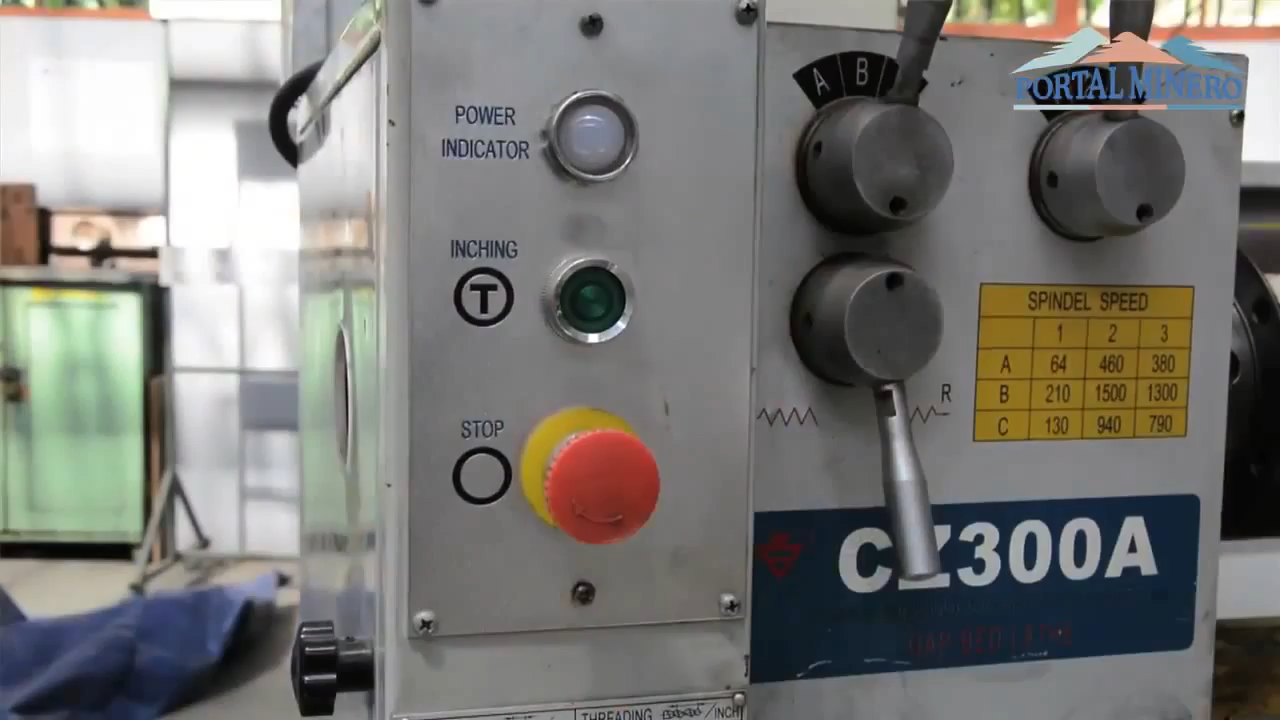 PORTAL MINERO
POWER
INDICATOR
INCHING
T
STOP
A B
R
SPINDEL SPEED
1 2 3
A 64 460 380
B 210 1500 1300
C 130 940 790
CZ300A
THREADING /INCH